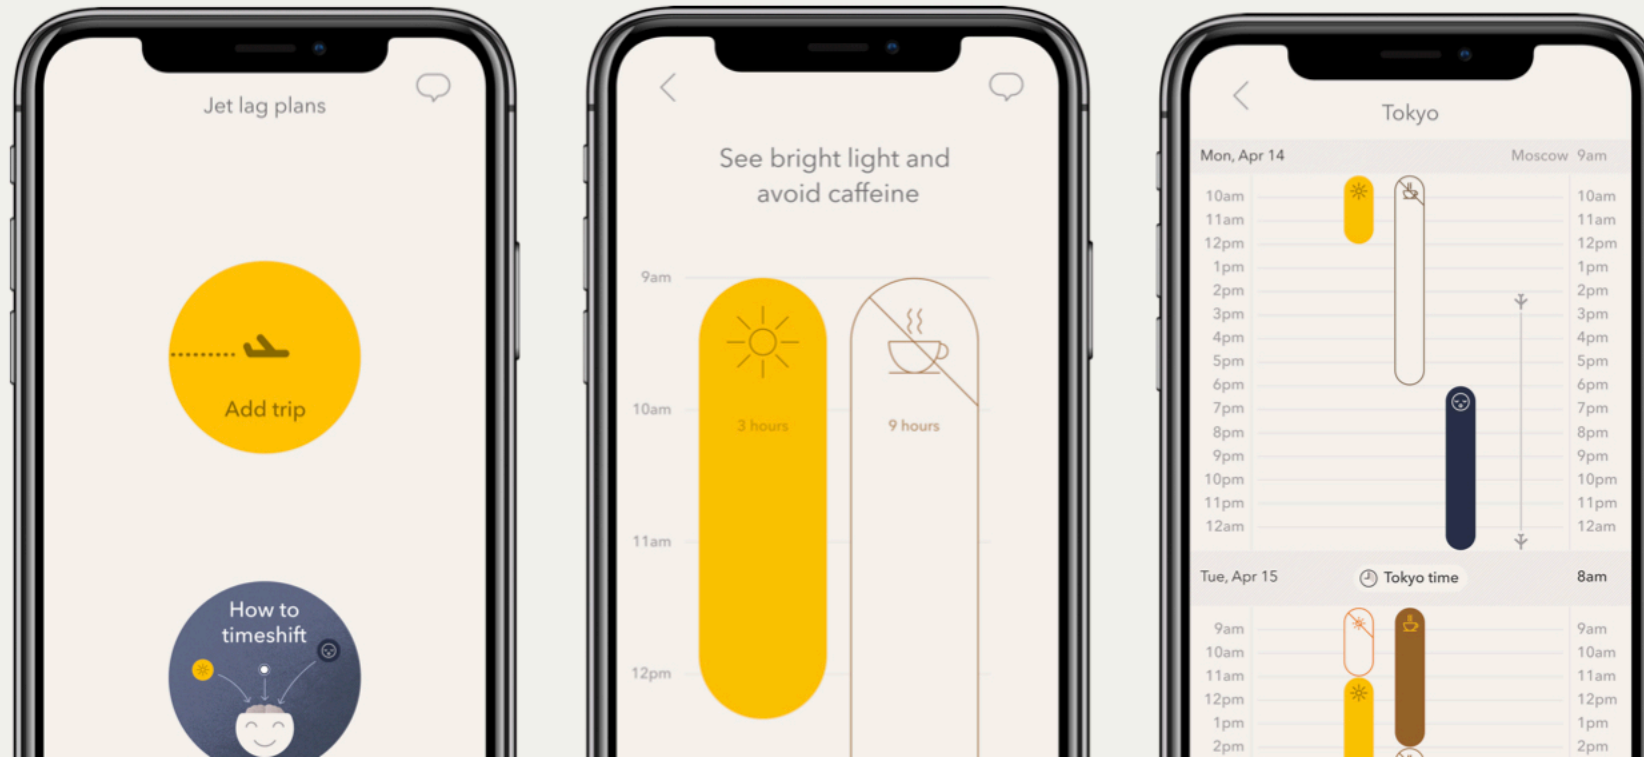 Jet lag plans
Add trip
How to
timeshift
See bright light and
avoid caffeine
9am
3 hours
9 hours
10am
11am
12pm
Tokyo
Mon, Apr 14 Moscow 9am
10am 10am
11am 11am
12pm 12pm
1pm 1pm
2pm 2pm
3pm 3pm
4pm 4pm
5pm 5pm
6pm 6pm
7pm 7pm
8pm 8pm
9pm 9pm
10pm 10pm
11pm 11pm
12am 12am
Tue, Apr 15 Tokyo time 8am
9am 9am
10am 10am
11am 11am
12pm 12pm
1pm 1pm
2pm 2pm